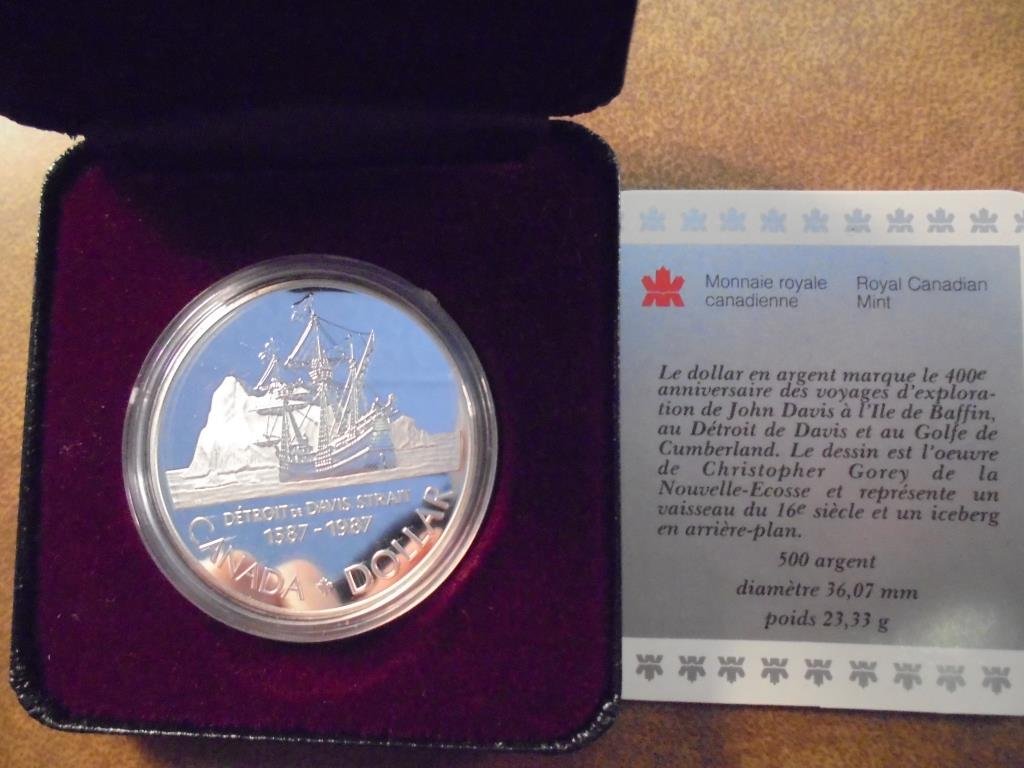 DÉTROIT DE DAVIS STRAIT
1587-1987
CANADA DOLLAR
Monnaie royale
canadienne
Royal Canadian
Mint
Le dollar en argent marque le 400e
anniversaire des voyages d'explora-
tion de John Davis à l'Ile de Baffin,
au Détroit de Davis et au Golfe de
Cumberland. Le dessin est l'oeuvre
de Christopher Gorey de la
Nouvelle-Ecosse et représente un
vaisseau du 16e siècle et un iceberg
en arrière-plan.
500 argent
diamètre 36,07 mm
poids 23,33 g